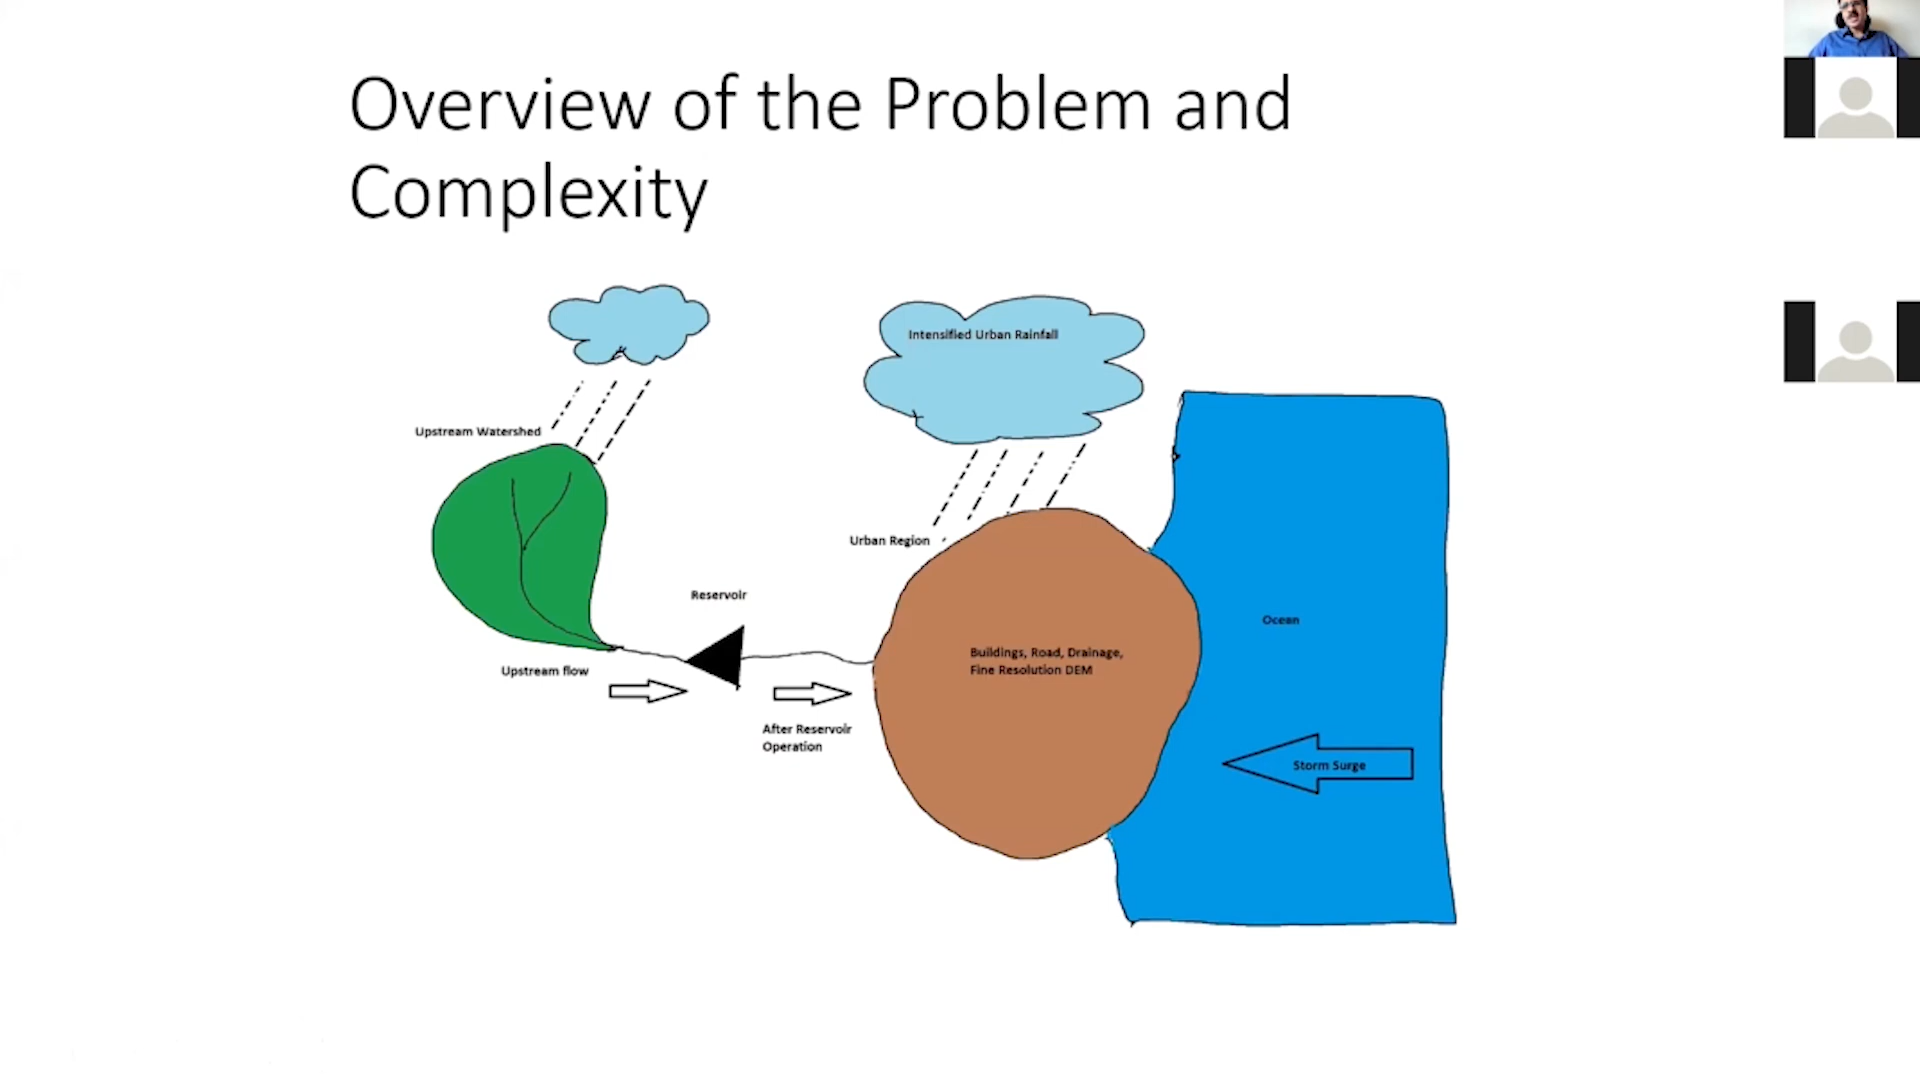 Overview of the Problem and
Complexity
Intensified Urban Rainfall
Upstream Watershed
Urban Region
Reservoir
Ocean
Buildings, Road, Drainage,
Fine Resolution DEM
Upstream flow
After Reservoir
Operation
Storm Surge